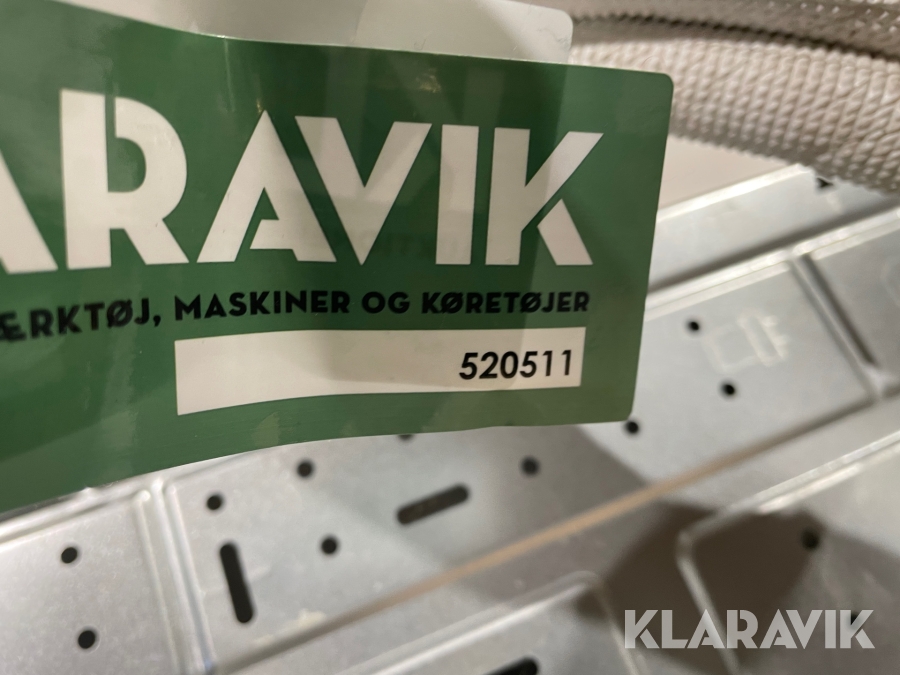 ARAVIK
ÆRKTØJ, MASKINER OG KØRETØJER
520511
KLARAVIK